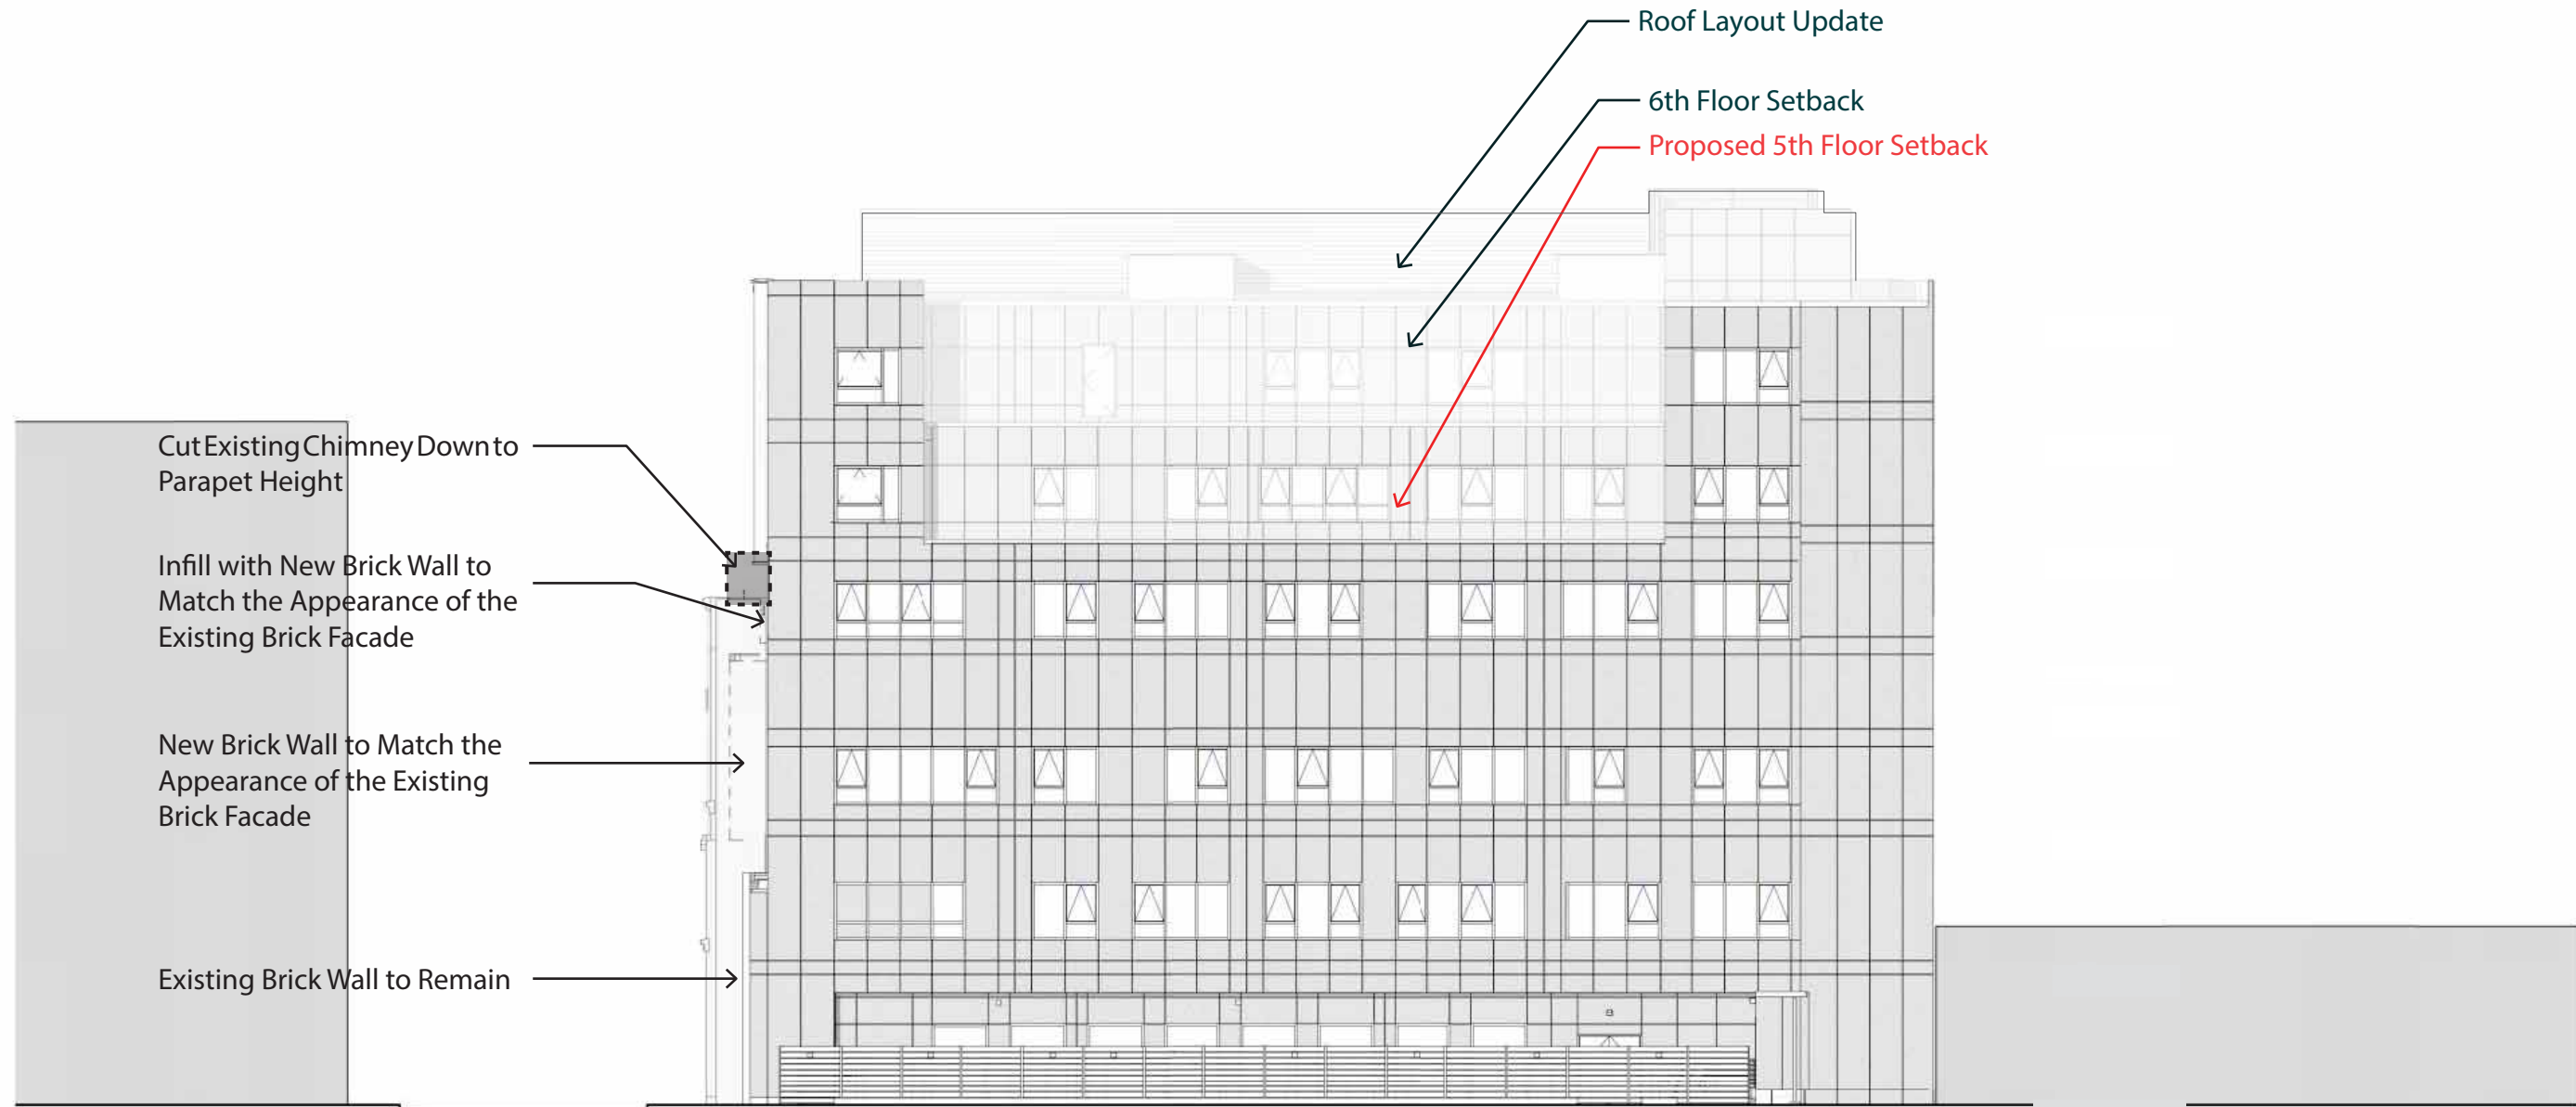 Roof Layout Update
6th Floor Setback
Proposed 5th Floor Setback
Cut Existing Chimney Down to
Parapet Height
Infill with New Brick Wall to
Match the Appearance of the
Existing Brick Facade
New Brick Wall to Match the
Appearance of the Existing
Brick Facade
Existing Brick Wall to Remain